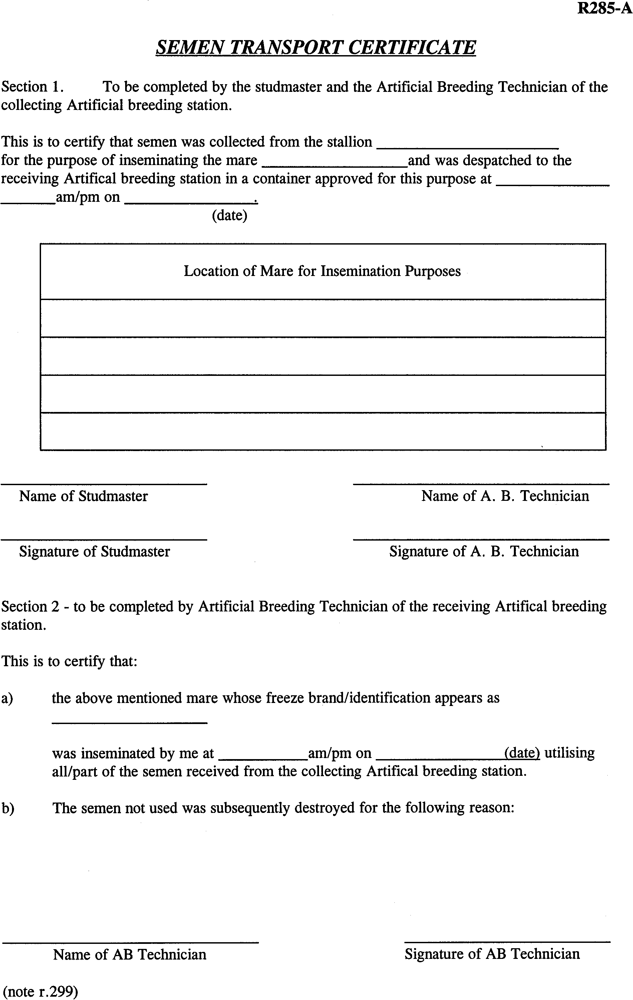 R285-A
SEMEN TRANSPORT CERTIFICATE
Section 1. To be completed by the studmaster and the Artificial Breeding Technician of the
collecting Artificial breeding station.
This is to certify that semen was collected from the stallion ____________________
for the purpose of inseminating the mare ________________and was despatched to the
receiving Artifical breeding station in a container approved for this purpose at ____________
______am/pm on ______________.
(date)
Location of Mare for Insemination Purposes
Name of Studmaster Name of A. B. Technician
Signature of Studmaster Signature of A. B. Technician
Section 2 - to be completed by Artificial Breeding Technician of the receiving Artifical breeding
station.
This is to certify that:
a) the above mentioned mare whose freeze brand/identification appears as
_________________
was inseminated by me at __________am/pm on ______________(date) utilising
all/part of the semen received from the collecting Artifical breeding station.
b) The semen not used was subsequently destroyed for the following reason:
Name of AB Technician Signature of AB Technician
(note r.299)